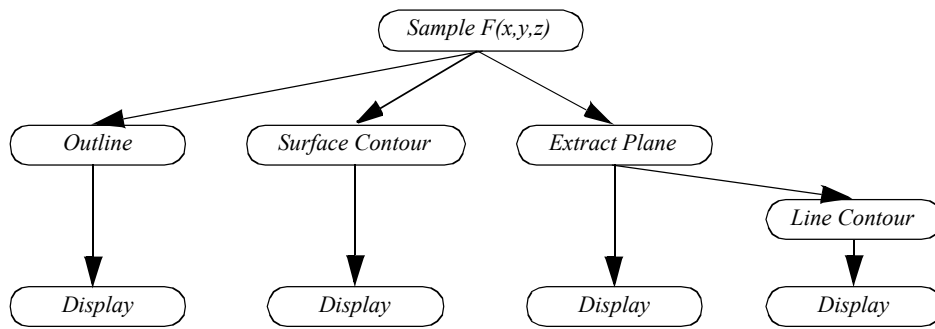 Sample F(x,y,z)
Outline
Surface Contour
Extract Plane
Line Contour
Display
Display
Display
Display